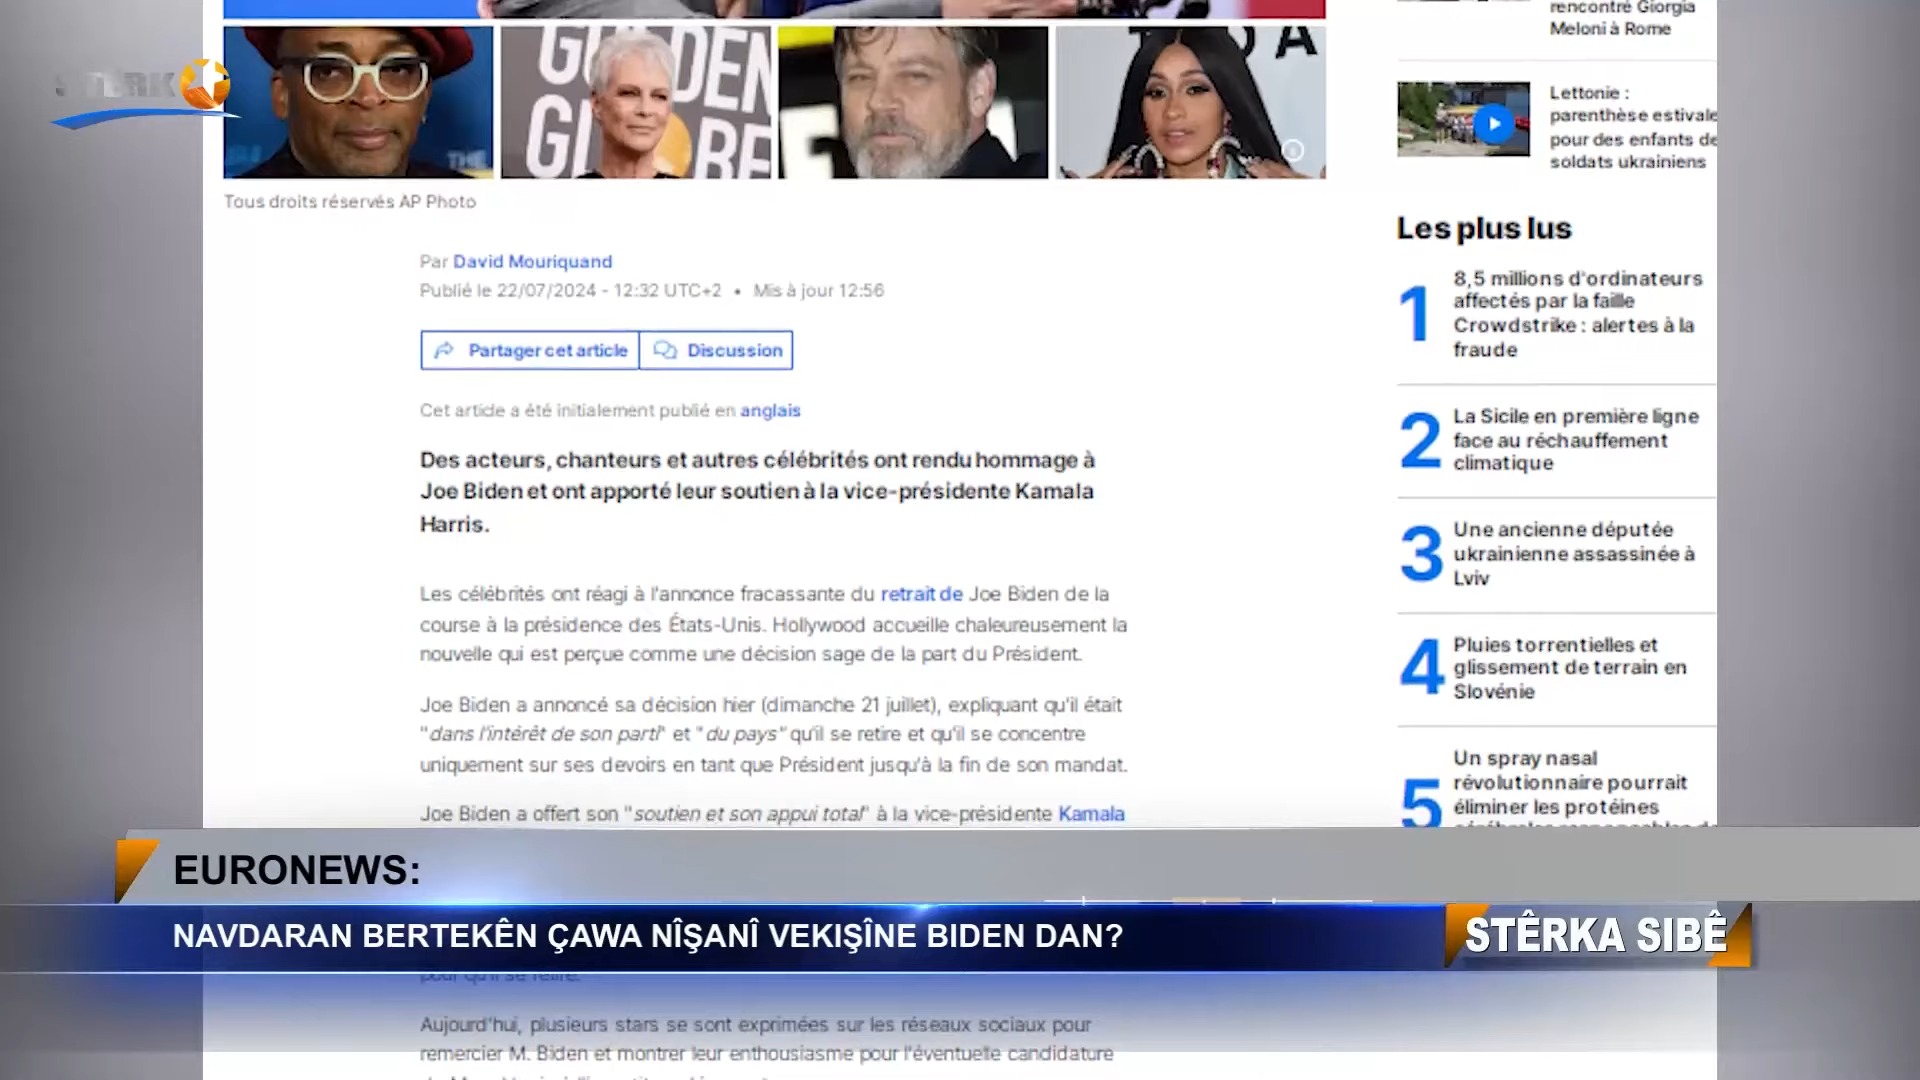 STÊRK
GOLDEN
GLOBE
THE
Tous droits réservés AP Photo
Par David Mouriquand
Publié le 22/07/2024 - 12:32 UTC+2 • Mis à jour 12:56
Partager cet article
Discussion
Cet article a été initialement publié en anglais
Des acteurs, chanteurs et autres célébrités ont rendu hommage à
Joe Biden et ont apporté leur soutien à la vice-présidente Kamala
Harris.
Les célébrités ont réagi à l'annonce fracassante du retrait de Joe Biden de la
course à la présidence des États-Unis. Hollywood accueille chaleureusement la
nouvelle qui est perçue comme une décision sage de la part du Président.
Joe Biden a annoncé sa décision hier (dimanche 21 juillet), expliquant qu'il était
"dans l'intérêt de son parti" et "du pays" qu'il se retire et qu'il se concentre
uniquement sur ses devoirs en tant que Président jusqu'à la fin de son mandat.
Joe Biden a offert son "soutien et son appui total" à la vice-présidente Kamala
pour qu'il se retire.
Aujourd'hui, plusieurs stars se sont exprimées sur les réseaux sociaux pour
remercier M. Biden et montrer leur enthousiasme pour l'éventuelle candidature
rencontré Giorgia
Meloni à Rome
Lettonie :
parenthèse estivale
pour des enfants de
soldats ukrainiens
Les plus lus
1
8,5 millions d'ordinateurs
affectés par la faille
Crowdstrike : alertes à la
fraude
2
La Sicile en première ligne
face au réchauffement
climatique
3
Une ancienne députée
ukrainienne assassinée à
Lviv
4
Pluies torrentielles et
glissement de terrain en
Slovénie
5
Un spray nasal
révolutionnaire pourrait
éliminer les protéines
EURONEWS:
NAVDARAN BERTEKÊN ÇAWA NÎŞANÎ VEKIŞÎNE BIDEN DAN?
STÊRKA SIBÊ